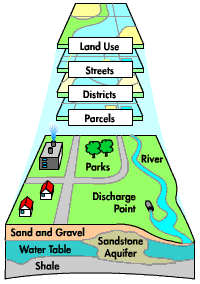 Land Use
Streets
Districts
Parcels
River
Parks
Discharge
Point
Sand and Gravel
Sandstone
Aquifer
Water Table
Shale